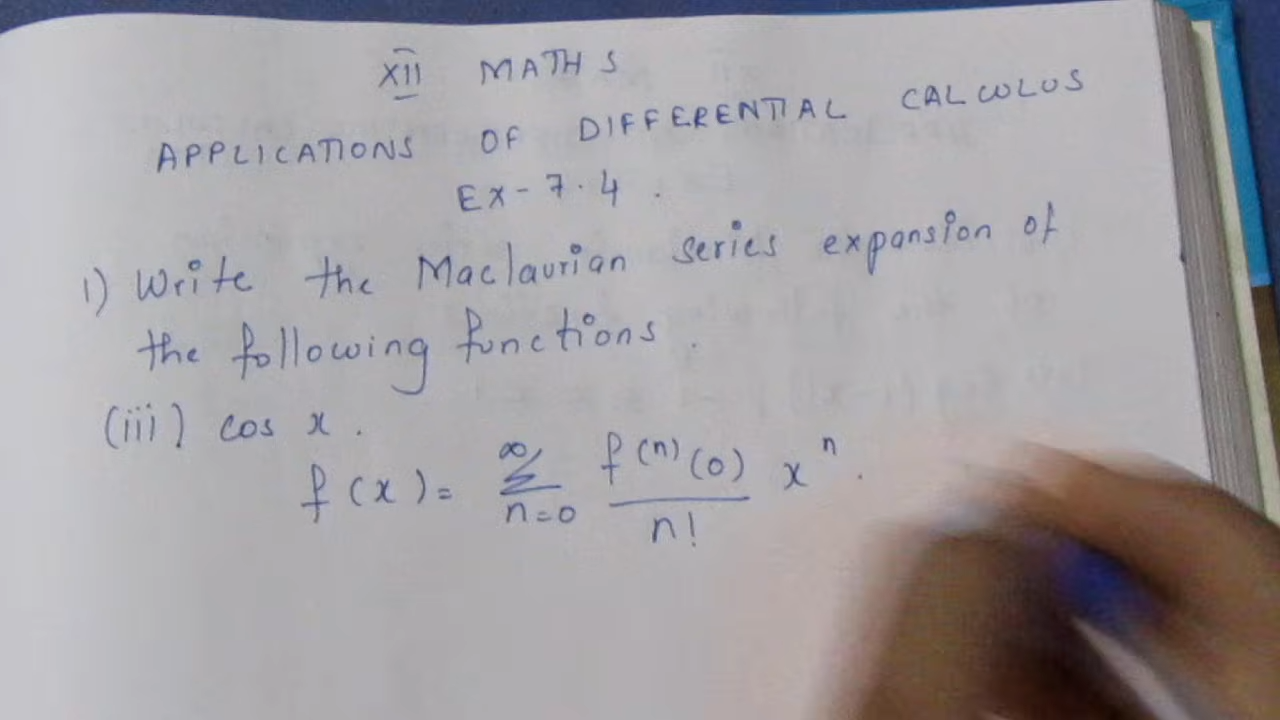 XII MATHS
APPLICATIONS OF DIFFERENTIAL CALCULUS
EX-7.4.
1) Write the Maclaurian series expansion of
the following functions.
(iii) cos x.
f(x) = ∑_{n=0}^{∞} f^{(n)}(0)/n! x^n.